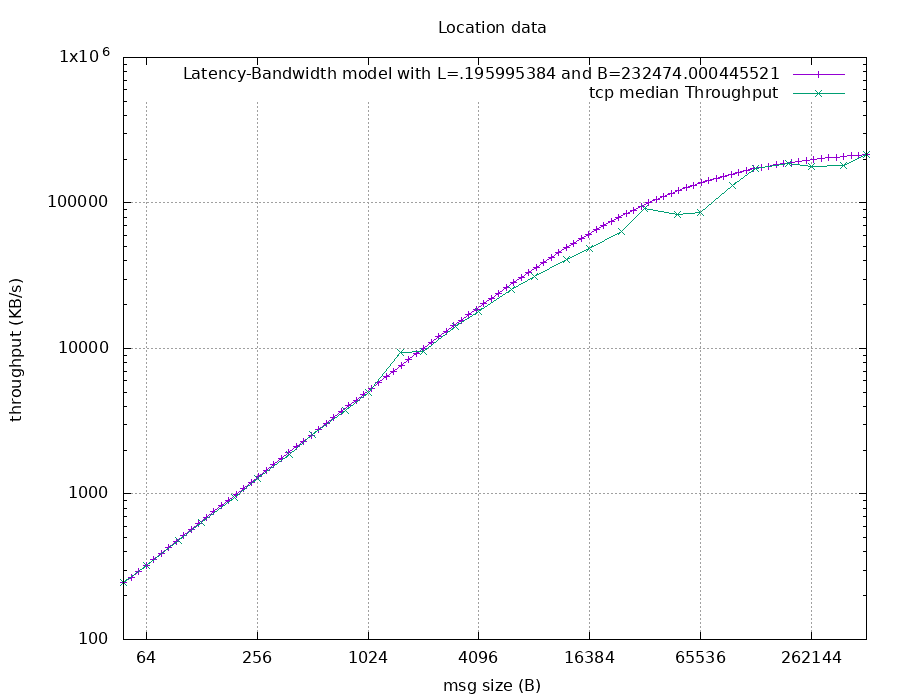 Location data
Latency-Bandwidth model with L=.195995384 and B=232474.000445521
tcp median Throughput
throughput (KB/s)
1x10^6
100000
10000
1000
100
64 256 1024 4096 16384 65536 262144
msg size (B)